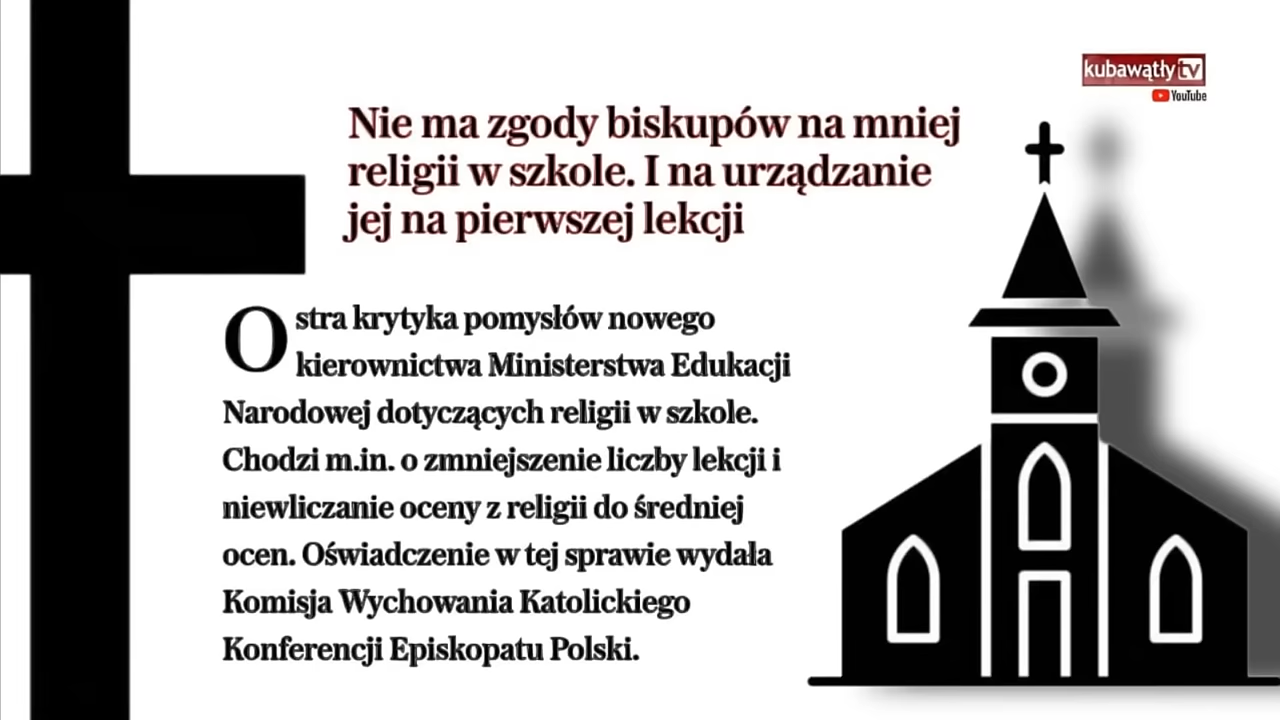 kubawątły tv
YouTube
Nie ma zgody biskupów na mniej
religii w szkole. I na urządzanie
jej na pierwszej lekcji
Ostra krytyka pomysłów nowego
kierownictwa Ministerstwa Edukacji
Narodowej dotyczących religii w szkole.
Chodzi m.in. o zmniejszenie liczby lekcji i
niewliczanie oceny z religii do średniej
ocen. Oświadczenie w tej sprawie wydała
Komisja Wychowania Katolickiego
Konferencji Episkopatu Polski.